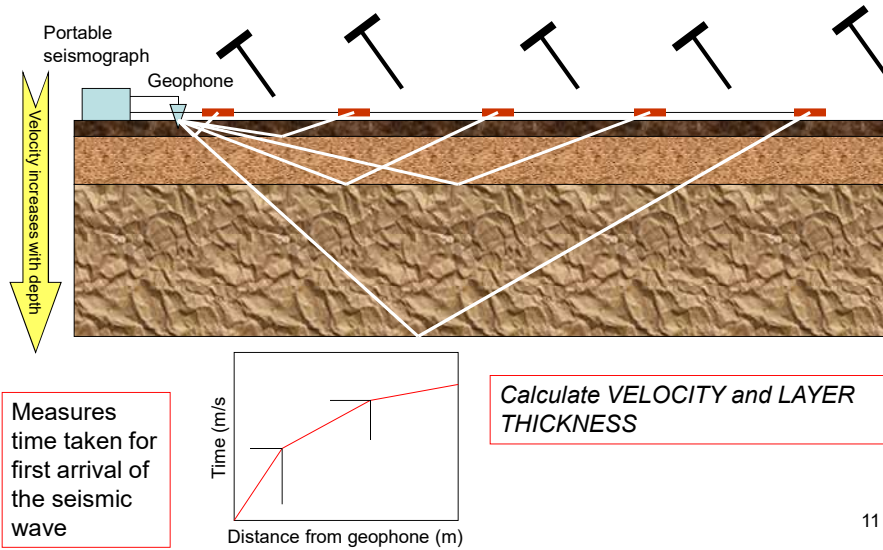 Portable
seismograph
Geophone
Velocity increases with depth
Measures
time taken for
first arrival of
the seismic
wave
Time (m/s
Distance from geophone (m)
Calculate VELOCITY and LAYER
THICKNESS
11